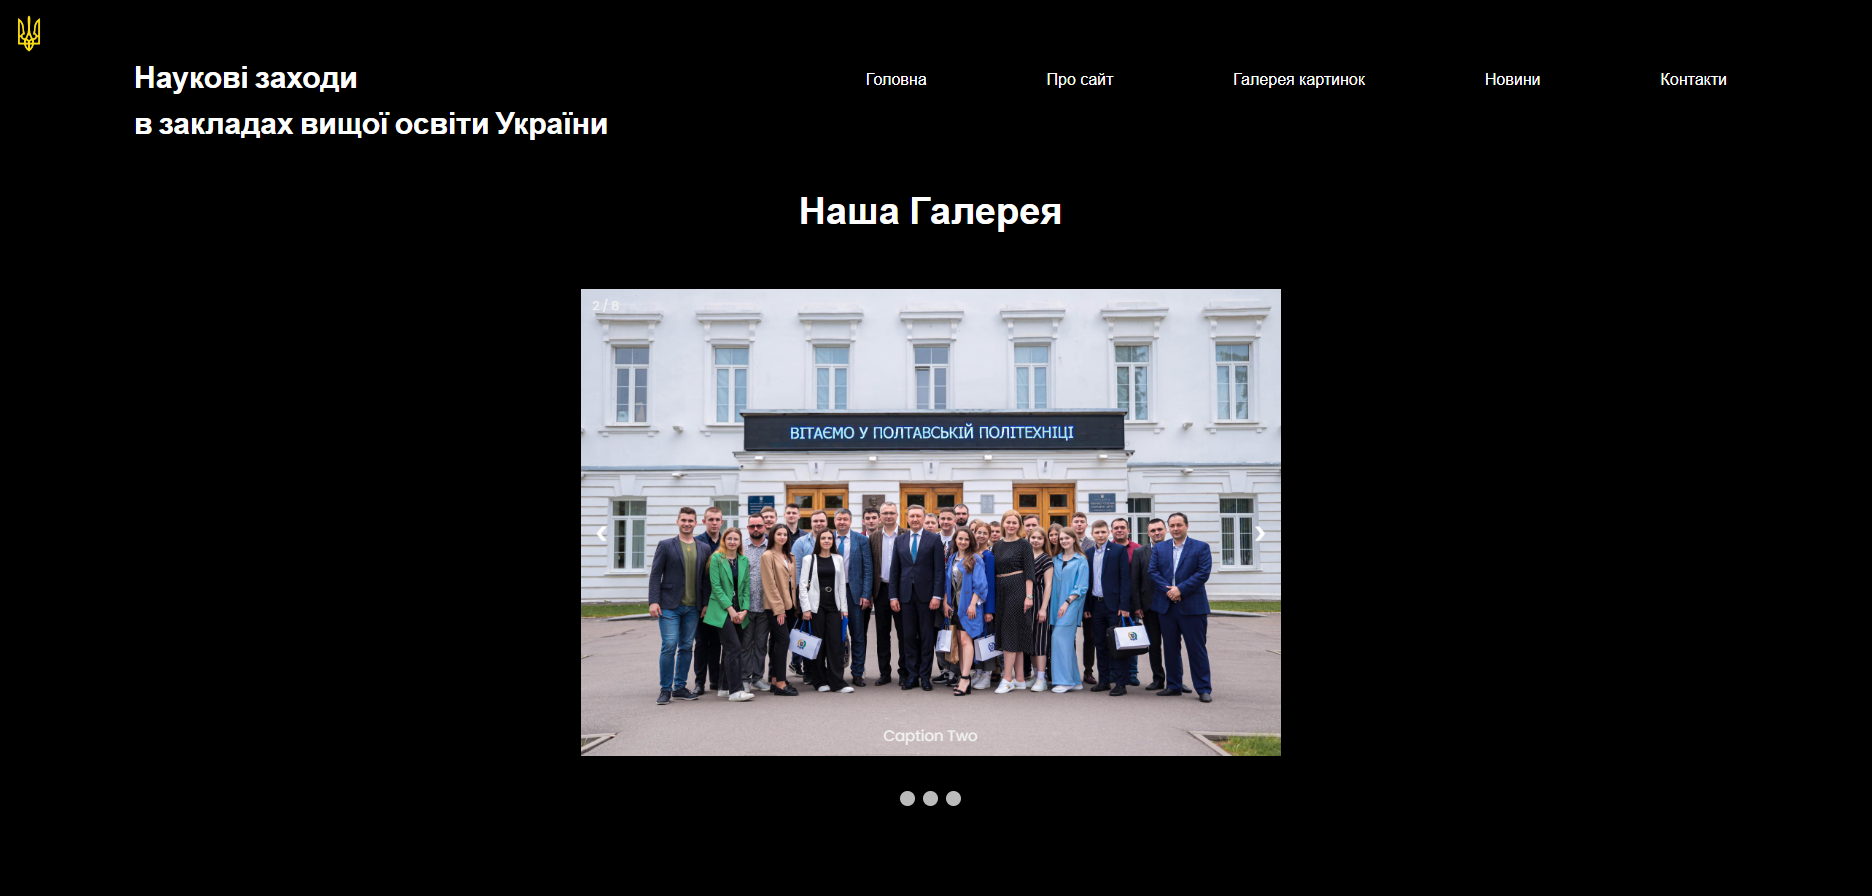 Наукові заходи
в закладах вищої освіти України
Головна
Про сайт
Галерея картинок
Новини
Контакти
Наша Галерея
2 / 8
ВІТАЄМО У ПОЛТАВСЬКІЙ ПОЛІТЕХНІЦІ
Caption Two